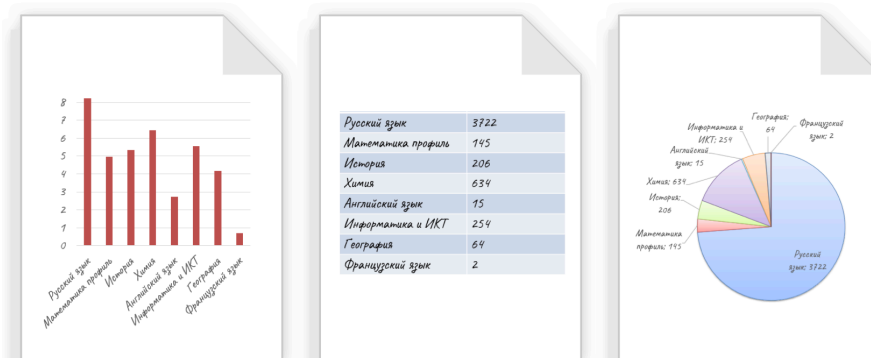 8
7
6
5
4
3
2
1
0
Русский язык
Математика профиль
История
Химия
Английский язык
Информатика и ИКТ
География
Французский язык
Русский язык 3722
Математика профиль 145
История 206
Химия 634
Английский язык 15
Информатика и ИКТ 254
География 64
Французский язык 2
География;
64
Французский
язык; 2
Информатика и
ИКТ; 254
Английский
язык; 15
Химия; 634
История;
206
Математика
профиль; 145
Русский
язык; 3722